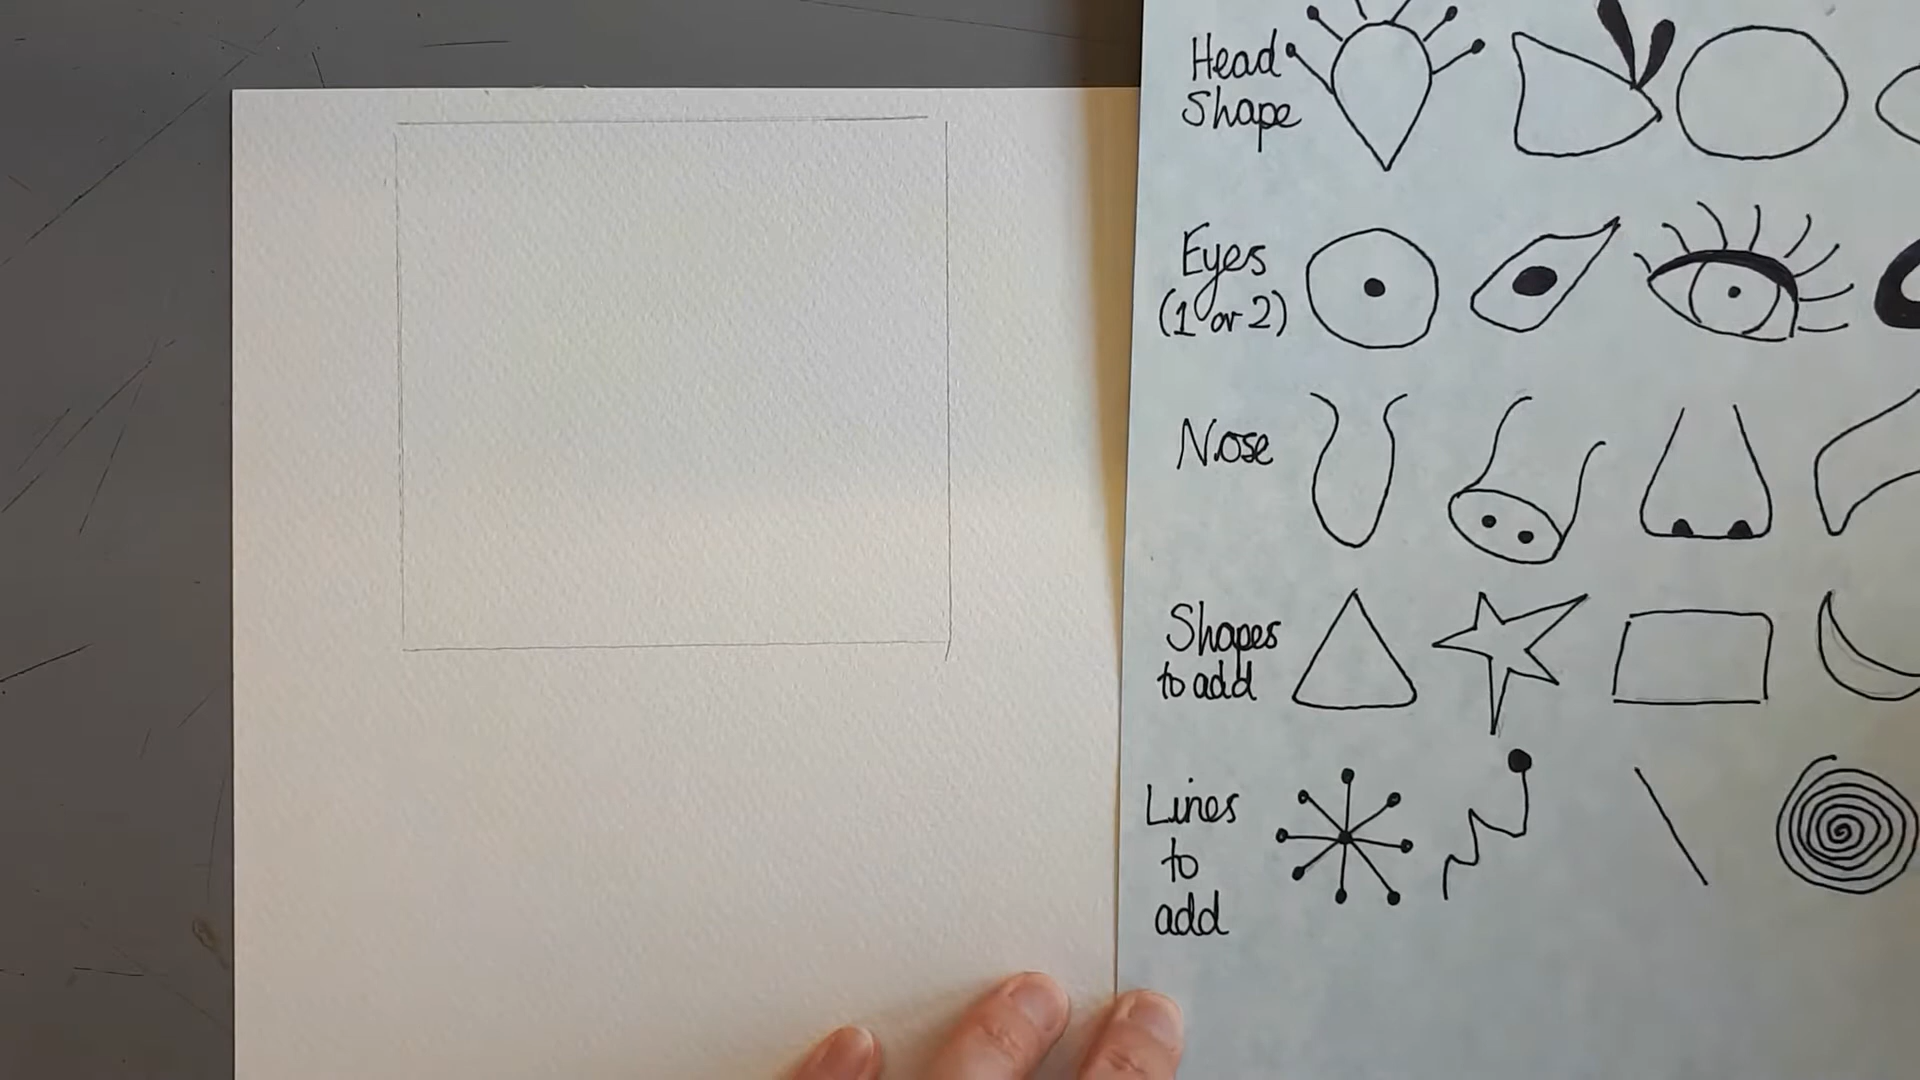 Head
Shape
Eyes
(1 or 2)
Nose
Shapes
to add
Lines
to
add